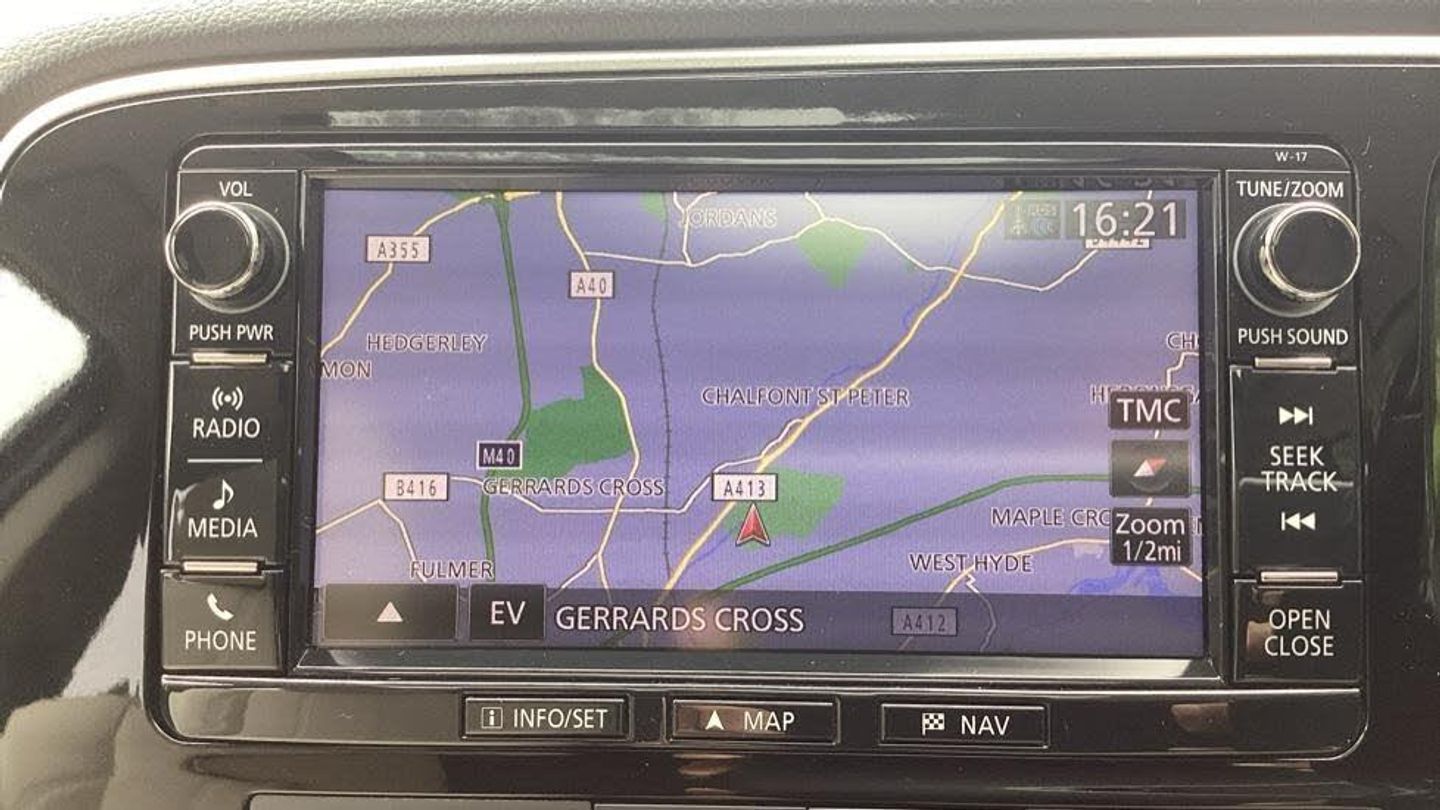 W-17
VOL
PUSH PWR
RADIO
MEDIA
PHONE
TUNE/ZOOM
PUSH SOUND
SEEK
TRACK
OPEN
CLOSE
JORDANS
16:21
A355
A40
HEDGERLEY
CHALFONT ST PETER
TMC
M40
B416
GERRARDS CROSS
A413
MAPLE
Zoom
1/2mi
WEST HYDE
FULMER
EV
GERRARDS CROSS
A412
INFO/SET
MAP
NAV